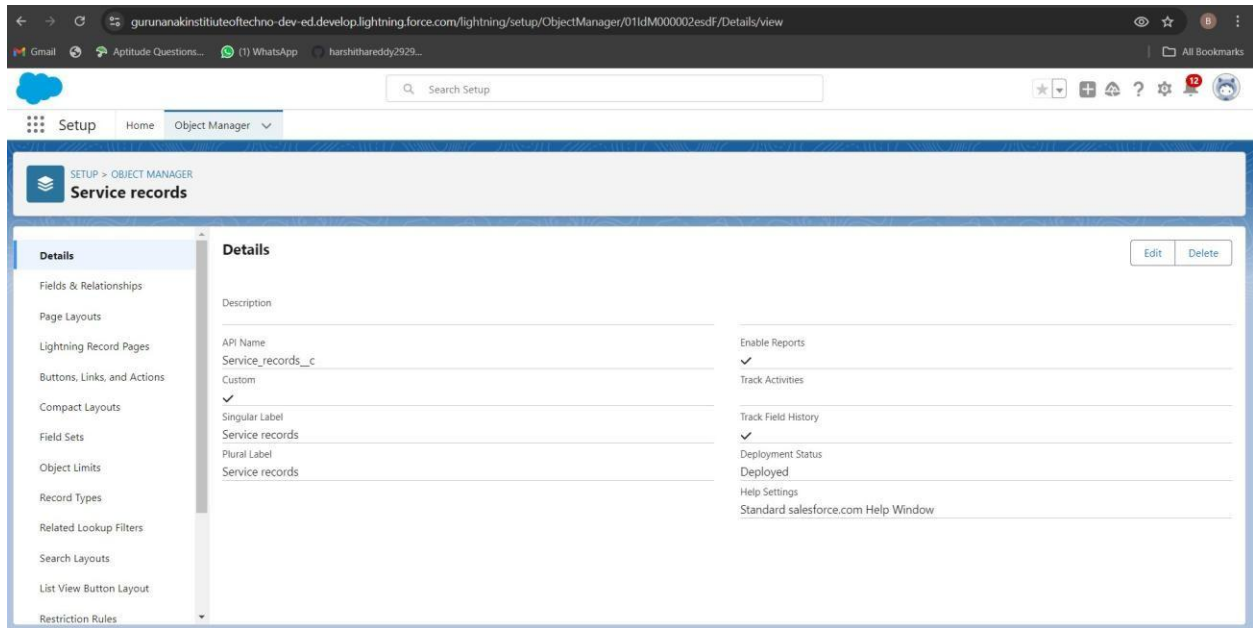 gurunanakinstitiuteoftechno-dev-ed.develop.lightning.force.com/lightning/setup/ObjectManager/01IdM000002esdF/Details/view
B
Gmail Aptitude Questions... (1) WhatsApp harshithareddy2929... All Bookmarks
Search Setup
12
Setup Home Object Manager
SETUP > OBJECT MANAGER
Service records
Details
Fields & Relationships
Page Layouts
Lightning Record Pages
Buttons, Links, and Actions
Compact Layouts
Field Sets
Object Limits
Record Types
Related Lookup Filters
Search Layouts
List View Button Layout
Restriction Rules
Details
Edit Delete
Description
API Name
Service_records__c
Custom
Singular Label
Service records
Plural Label
Service records
Enable Reports
Track Activities
Track Field History
Deployment Status
Deployed
Help Settings
Standard salesforce.com Help Window